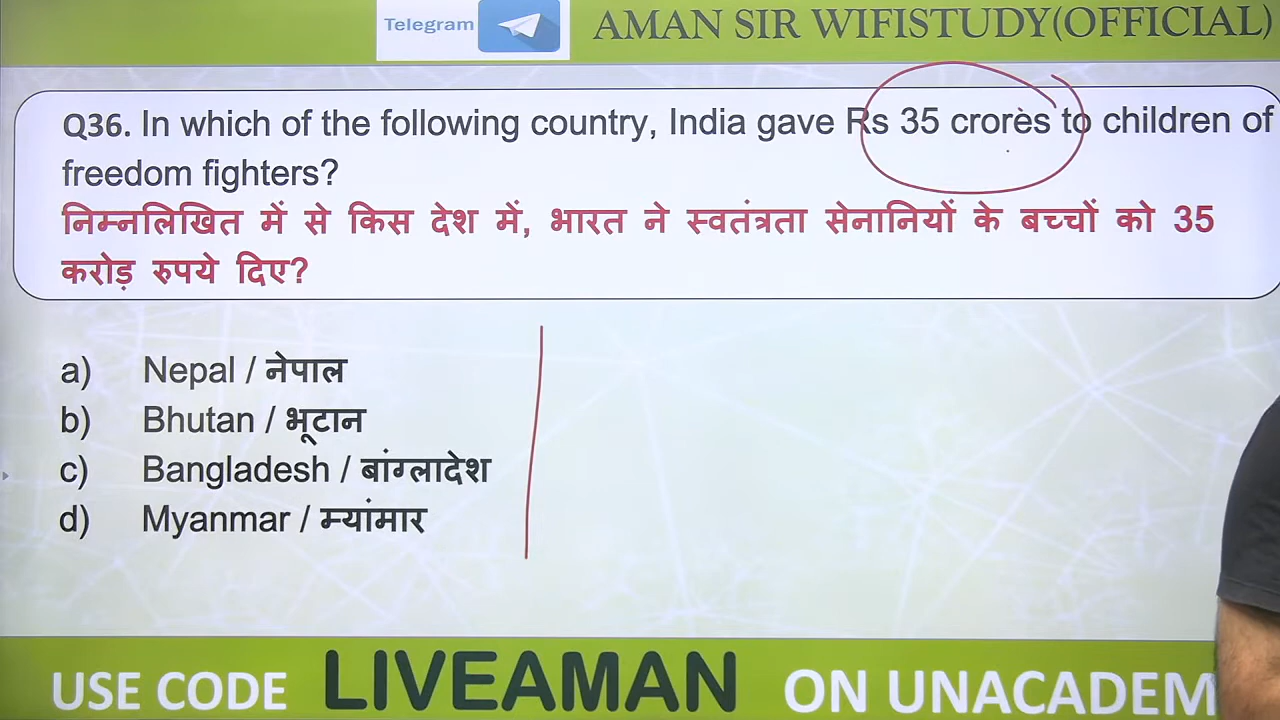 Telegram
AMAN SIR WIFISTUDY(OFFICIAL)
Q36. In which of the following country, India gave Rs 35 crores to children of
freedom fighters?
निम्नलिखित में से किस देश में, भारत ने स्वतंत्रता सेनानियों के बच्चों को 35
करोड़ रुपये दिए?
a) Nepal / नेपाल
b) Bhutan / भूटान
c) Bangladesh / बांग्लादेश
d) Myanmar / म्यांमार
USE CODE LIVEAMAN ON UNACADEM